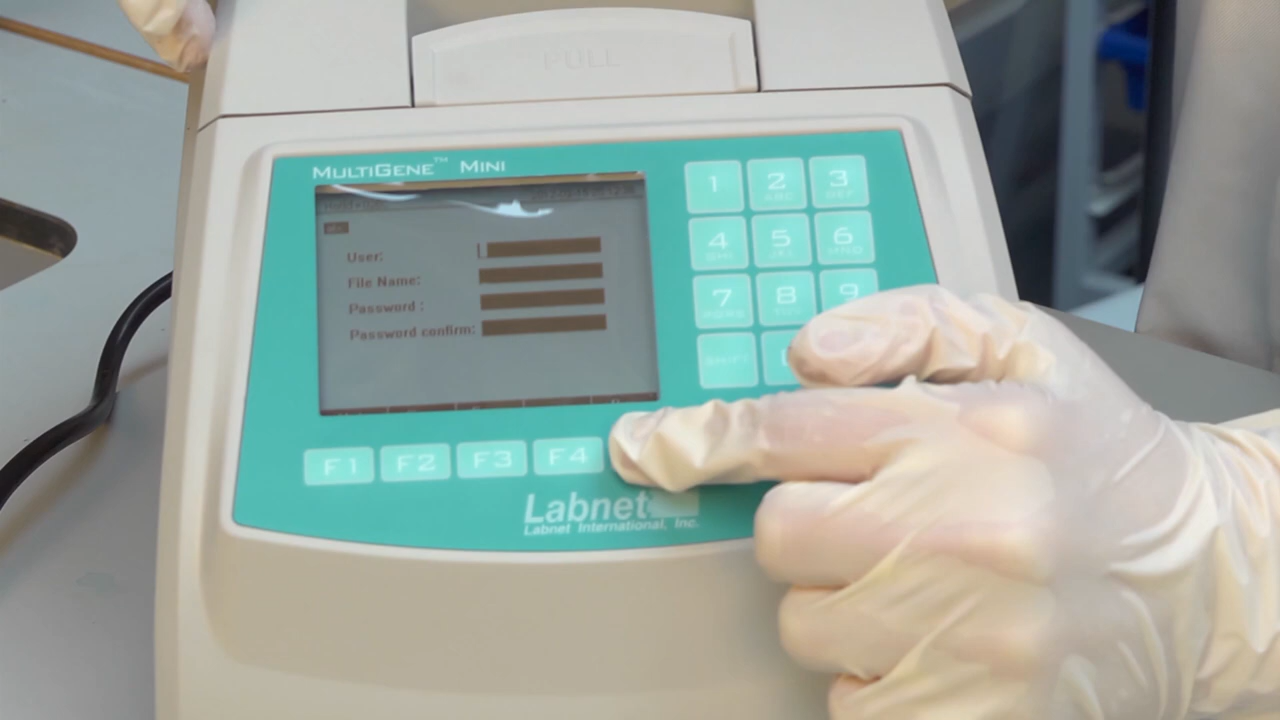 PULL
MULTIGENE™ MINI
User:
File Name:
Password :
Password confirm:
1
2 ABC
3 DEF
4 GHI
5 JKL
6 MNO
7 PQRS
8 TUV
9
SHIFT
F1 F2 F3 F4
Labnet
Labnet International, Inc.